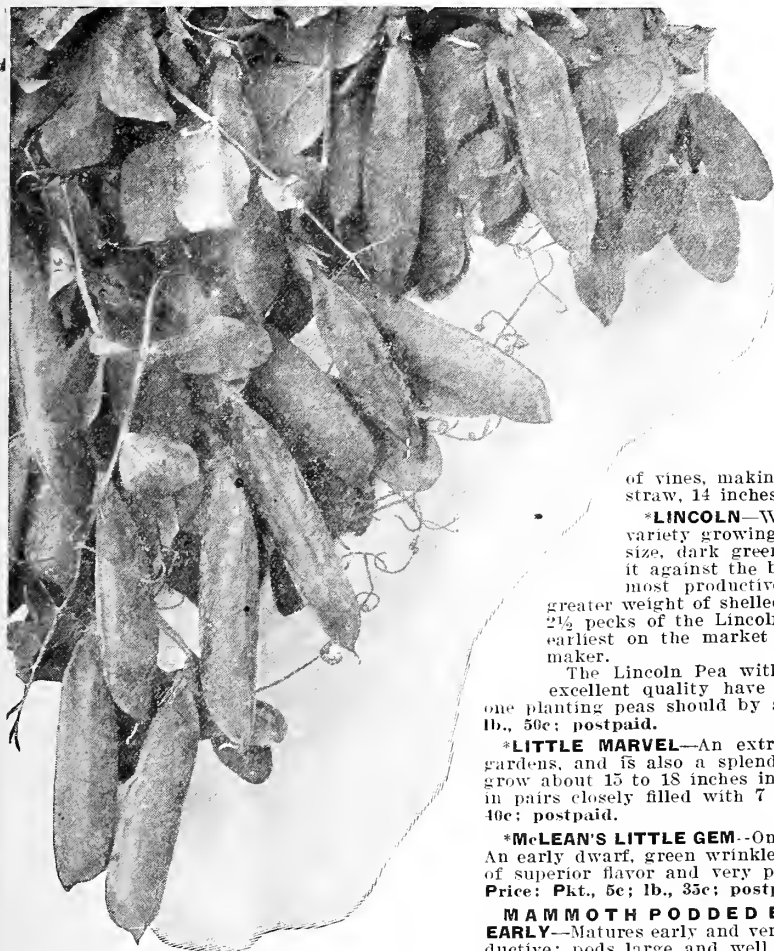 of vines, makin
straw, 14 inches
*LINCOLN—W
variety growing
size, dark green
it against the b
most productive
greater weight of shelled
2½ pecks of the Lincoln
earliest on the market
maker.
The Lincoln Pea with
excellent quality have
one planting peas should by
lb., 50c; postpaid.
*LITTLE MARVEL—An extr
gardens, and is also a splend
grow about 15 to 18 inches in
in pairs closely filled with 7
40c; postpaid.
*McLEAN'S LITTLE GEM--On
An early dwarf, green wrinkle
of superior flavor and very p
Price: Pkt., 5c; lb., 35c; postp
MAMMOTH PODDED E
EARLY—Matures early and ver
ductive; pods large and well